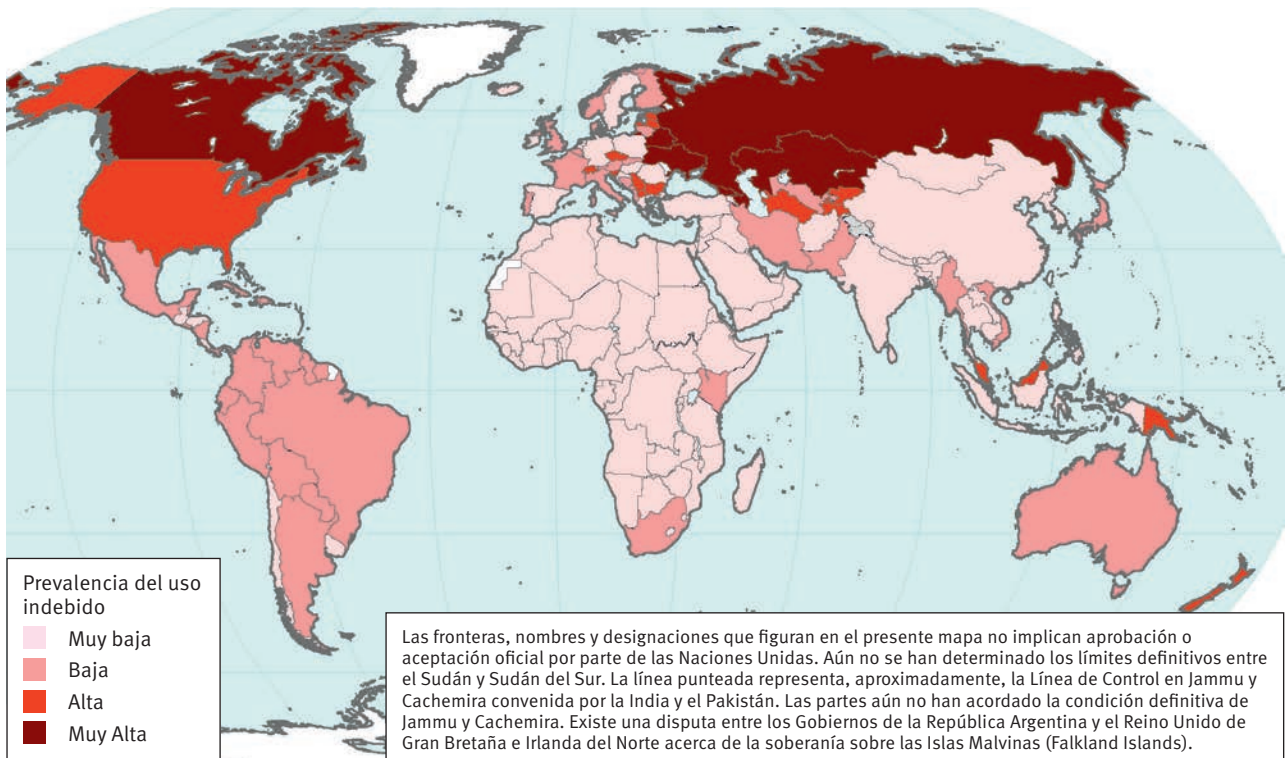 Prevalencia del uso
indebido
Muy baja
Baja
Alta
Muy Alta
Las fronteras, nombres y designaciones que figuran en el presente mapa no implican aprobación o
aceptación oficial por parte de las Naciones Unidas. Aún no se han determinado los límites definitivos entre
el Sudán y Sudán del Sur. La línea punteada representa, aproximadamente, la Línea de Control en Jammu y
Cachemira convenida por la India y el Pakistán. Las partes aún no han acordado la condición definitiva de
Jammu y Cachemira. Existe una disputa entre los Gobiernos de la República Argentina y el Reino Unido de
Gran Bretaña e Irlanda del Norte acerca de la soberanía sobre las Islas Malvinas (Falkland Islands).